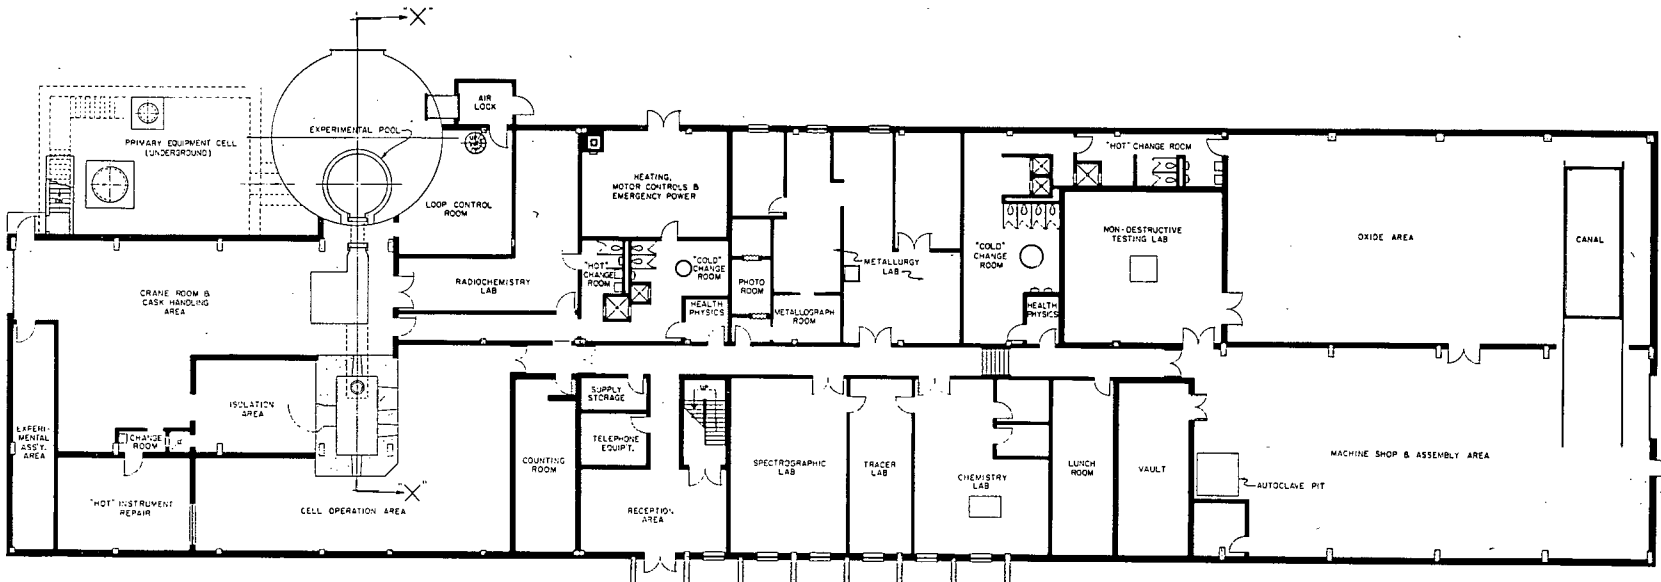 "X"
AIR
LOCK
EXPERIMENTAL POOL
UP
PRIMARY EQUIPMENT CELL
(UNDERGROUND)
"HOT" CHANGE ROOM
HEATING,
MOTOR CONTROLS &
EMERGENCY POWER
LOOP CONTROL
ROOM
NON-DESTRUCTIVE
TESTING LAB
OXIDE AREA
CANAL
"COLD"
CHANGE
ROOM
METALLURGY
LAB
"HOT"
CHANGE
ROOM
"COLD"
CHANGE
ROOM
RADIOCHEMISTRY
LAB
PHOTO
ROOM
CRANE ROOM &
CASK HANDLING
AREA
HEALTH
PHYSICS
METALLOGRAPH
ROOM
HEALTH
PHYSICS
ISOLATION
AREA
SUPPLY
STORAGE
UP
EXPERI-
MENTAL
ASS'Y.
AREA
CHANGE
ROOM
TELEPHONE
EQUIPT.
COUNTING
ROOM
SPECTROGRAPHIC
LAB
TRACER
LAB
CHEMISTRY
LAB
LUNCH
ROOM
VAULT
MACHINE SHOP & ASSEMBLY AREA
AUTOCLAVE PIT
"X"
"HOT" INSTRUMENT
REPAIR
CELL OPERATION AREA
RECEPTION
AREA